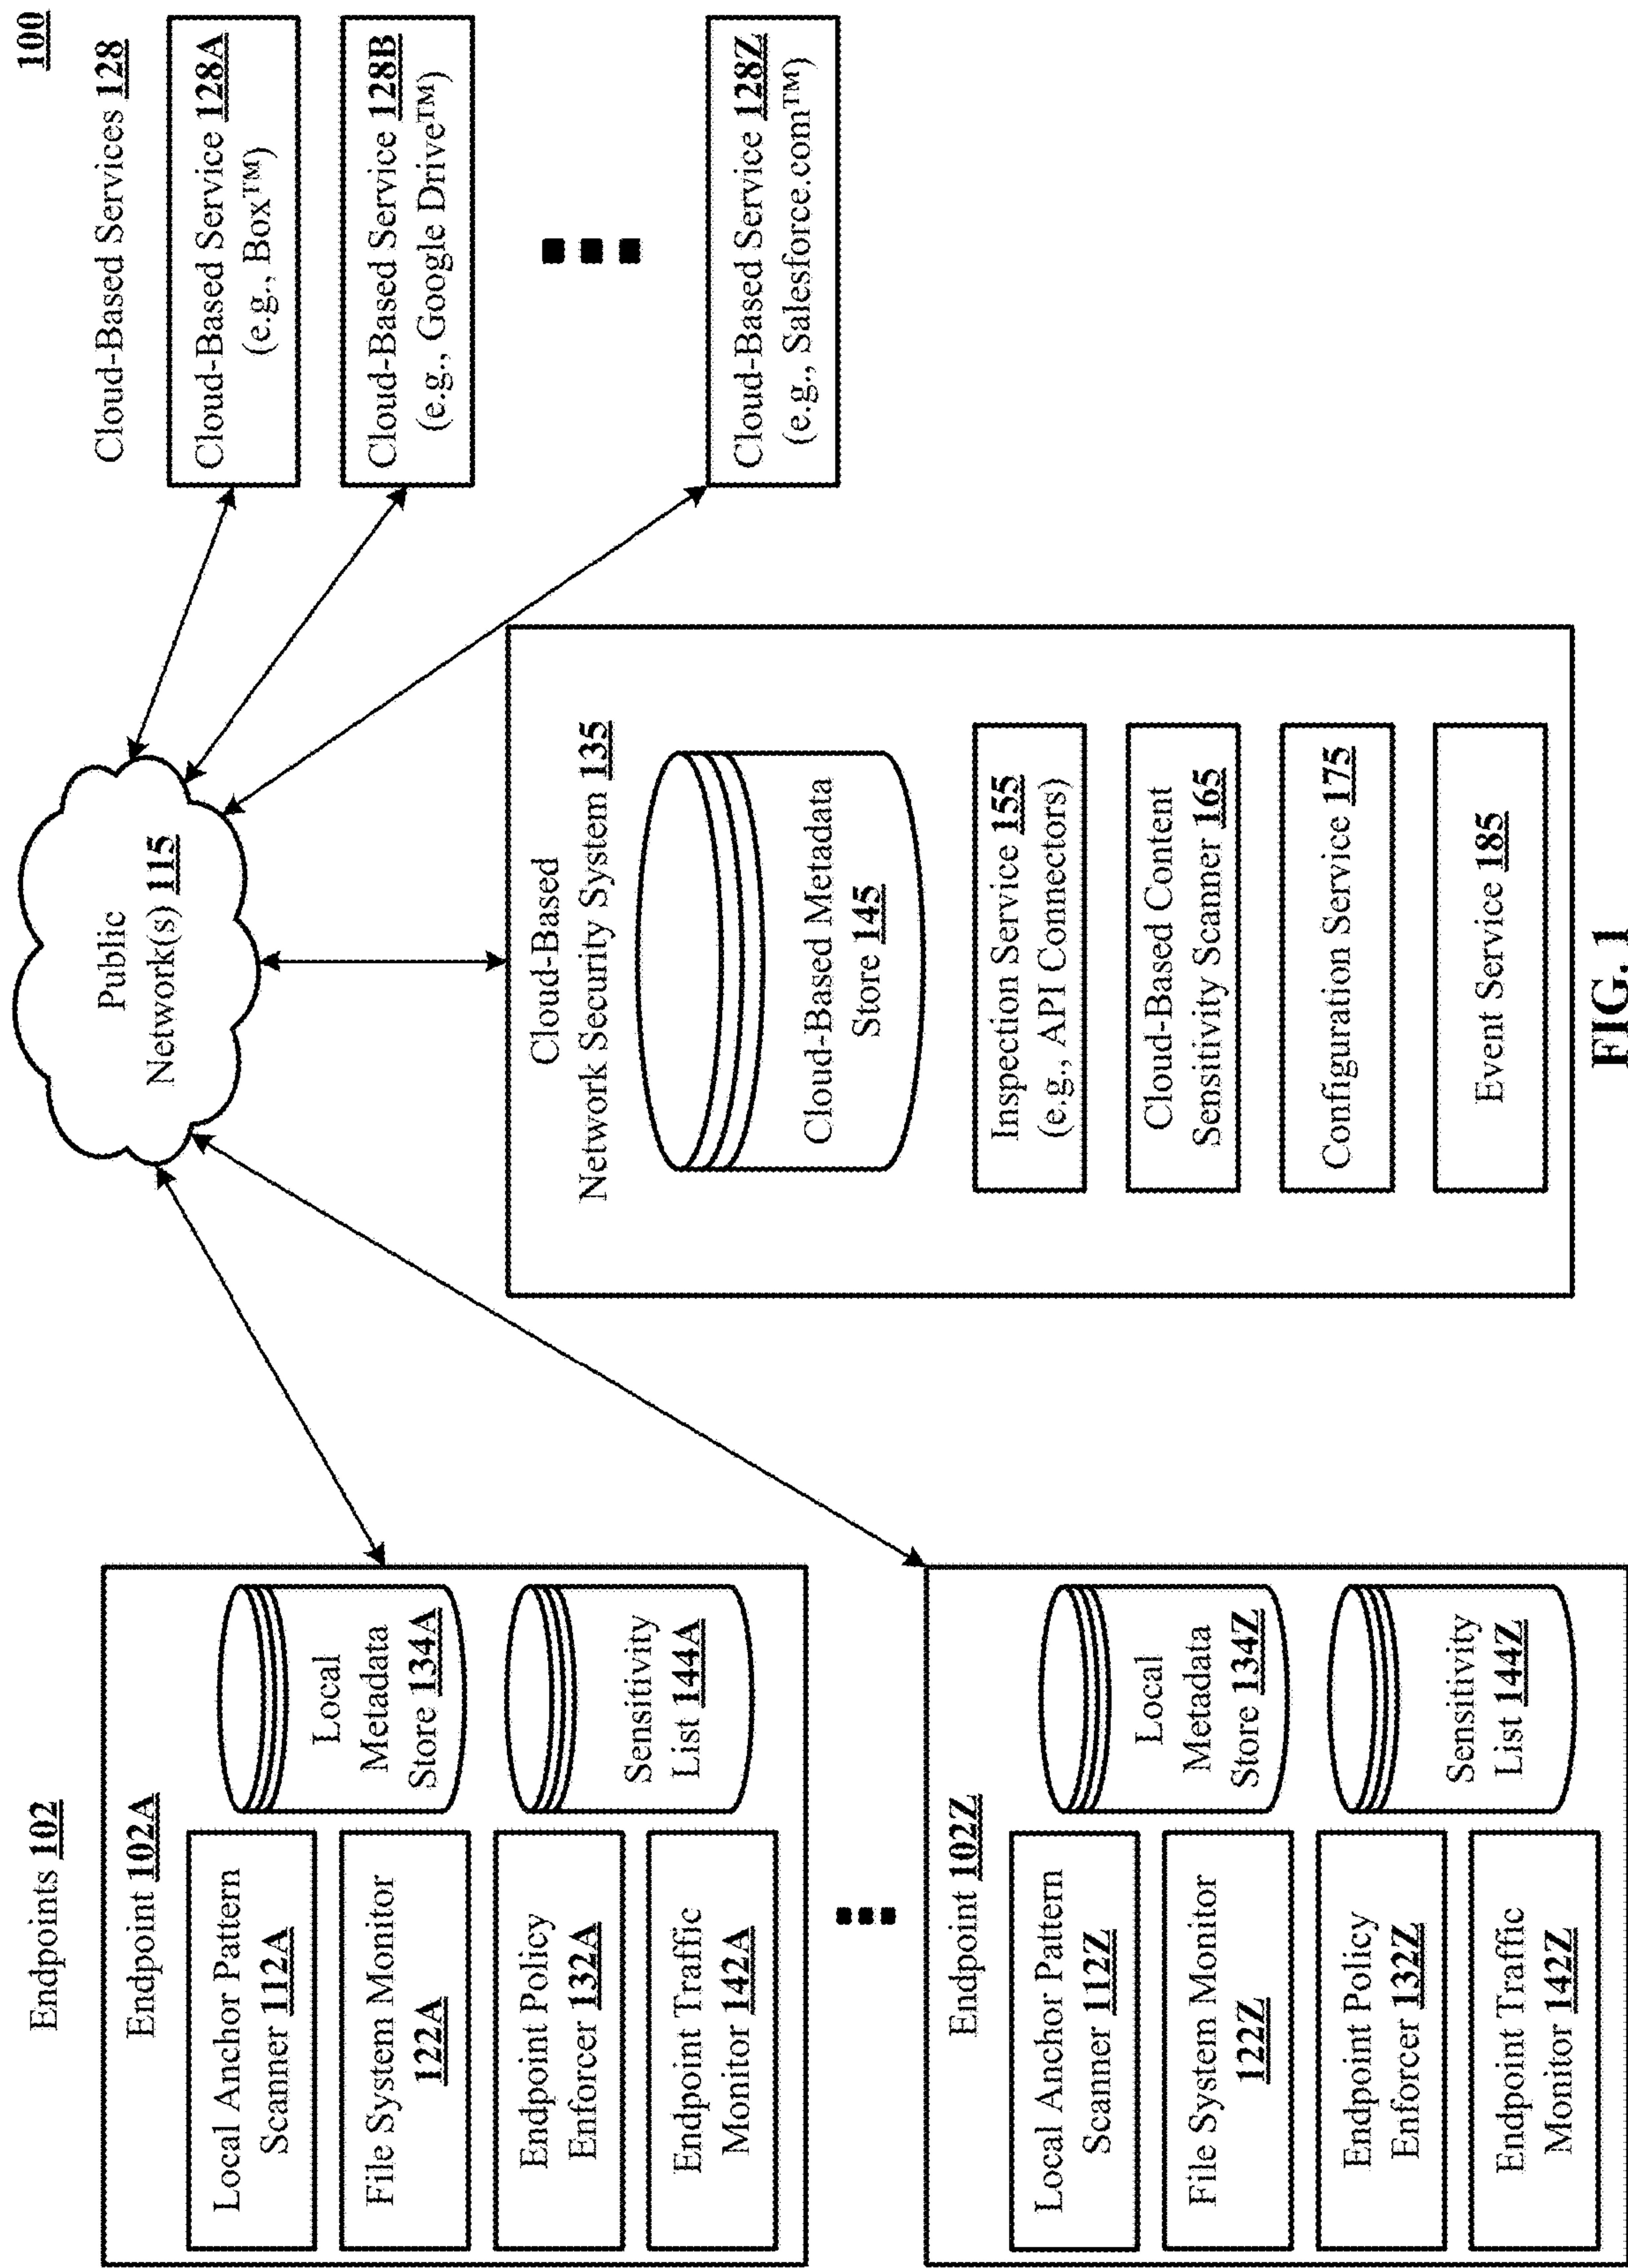 100
Endpoints 102
Endpoint 102A
Local Anchor Pattern
Scanner 112A
File System Monitor
122A
Endpoint Policy
Enforcer 132A
Endpoint Traffic
Monitor 142A
Local
Metadata
Store 134A
Sensitivity
List 144A
Endpoint 102Z
Local Anchor Pattern
Scanner 112Z
File System Monitor
122Z
Endpoint Policy
Enforcer 132Z
Endpoint Traffic
Monitor 142Z
Local
Metadata
Store 134Z
Sensitivity
List 144Z
Public
Network(s) 115
Cloud-Based
Network Security System 135
Cloud-Based Metadata
Store 145
Inspection Service 155
(e.g., API Connectors)
Cloud-Based Content
Sensitivity Scanner 165
Configuration Service 175
Event Service 185
Cloud-Based Services 128
Cloud-Based Service 128A
(e.g., Box™)
Cloud-Based Service 128B
(e.g., Google Drive™)
Cloud-Based Service 128Z
(e.g., Salesforce.com™)
FIG. 1